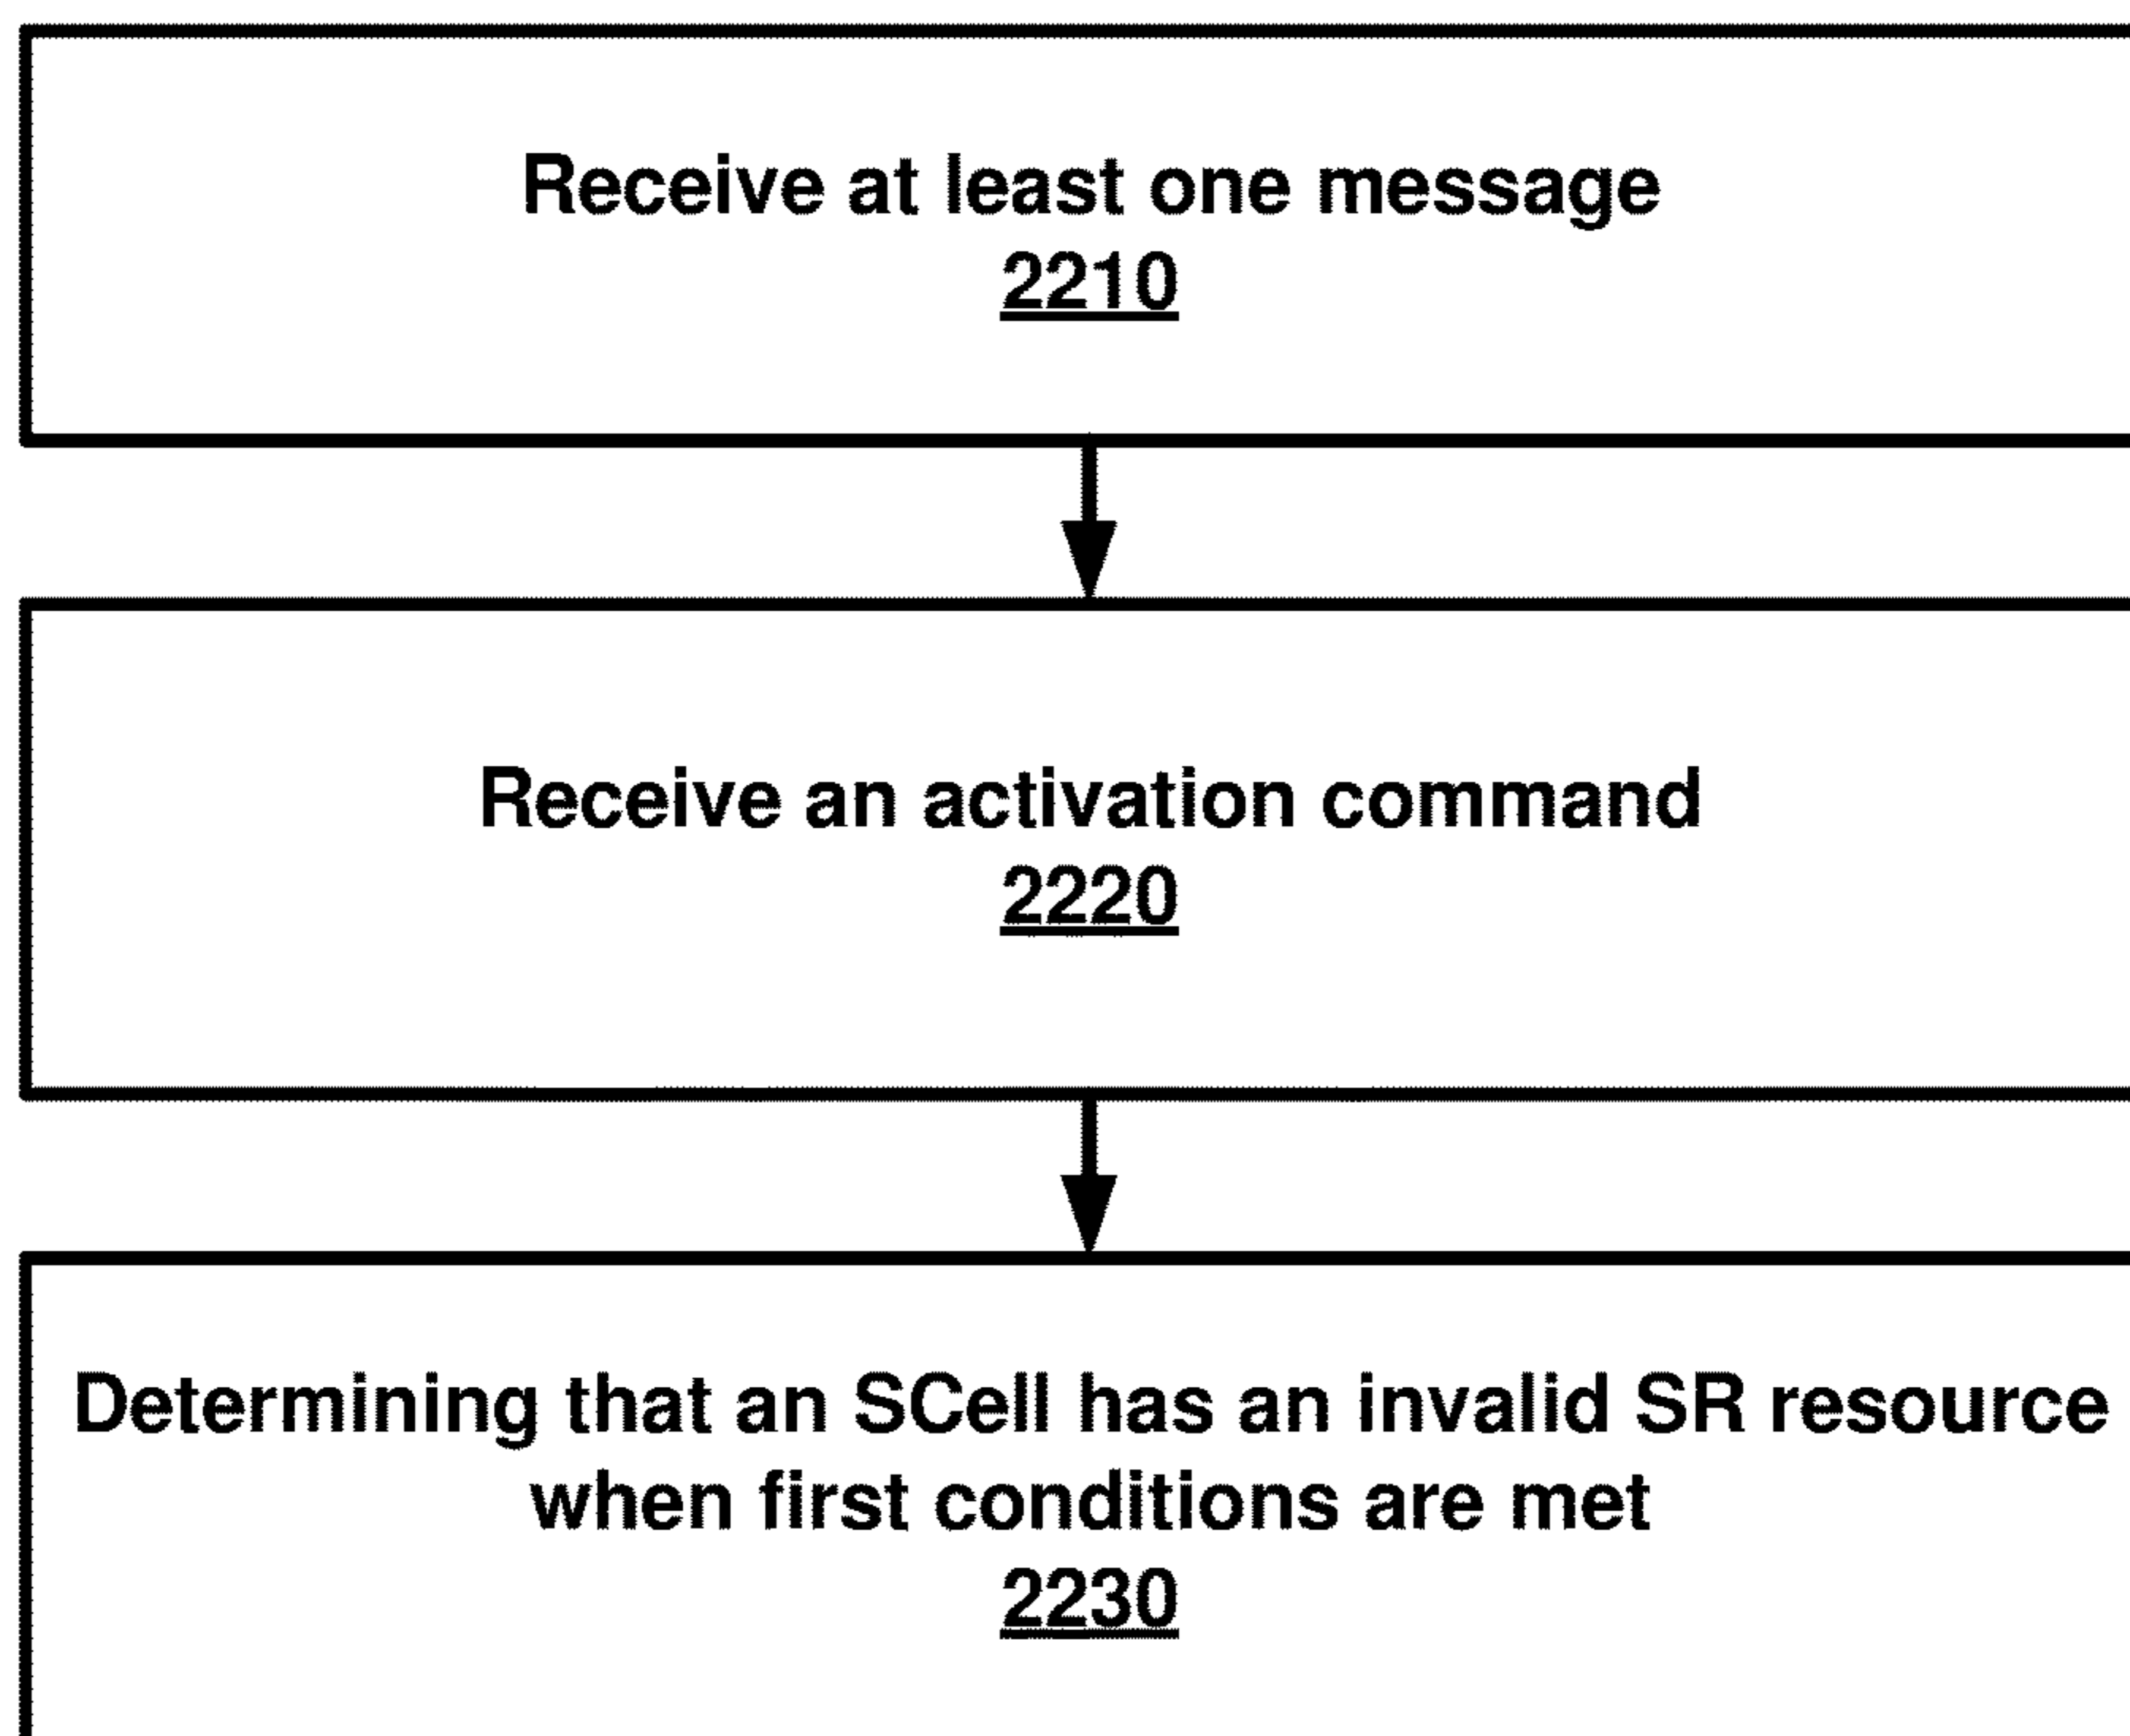 Receive at least one message
2210
Receive an activation command
2220
Determining that an SCell has an invalid SR resource
when first conditions are met
2230